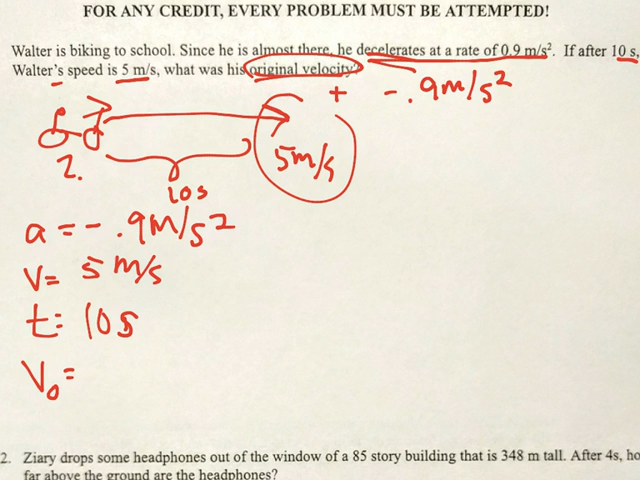 FOR ANY CREDIT, EVERY PROBLEM MUST BE ATTEMPTED!
Walter is biking to school. Since he is almost there, he decelerates at a rate of 0.9 m/s². If after 10 s,
Walter's speed is 5 m/s, what was his original velocity?
+ -.9m/s²
5m/s
?.
10s
a = -.9m/s²
v= 5 m/s
t= 10s
V₀=
2. Ziary drops some headphones out of the window of a 85 story building that is 348 m tall. After 4s, ho
far above the ground are the headphones?